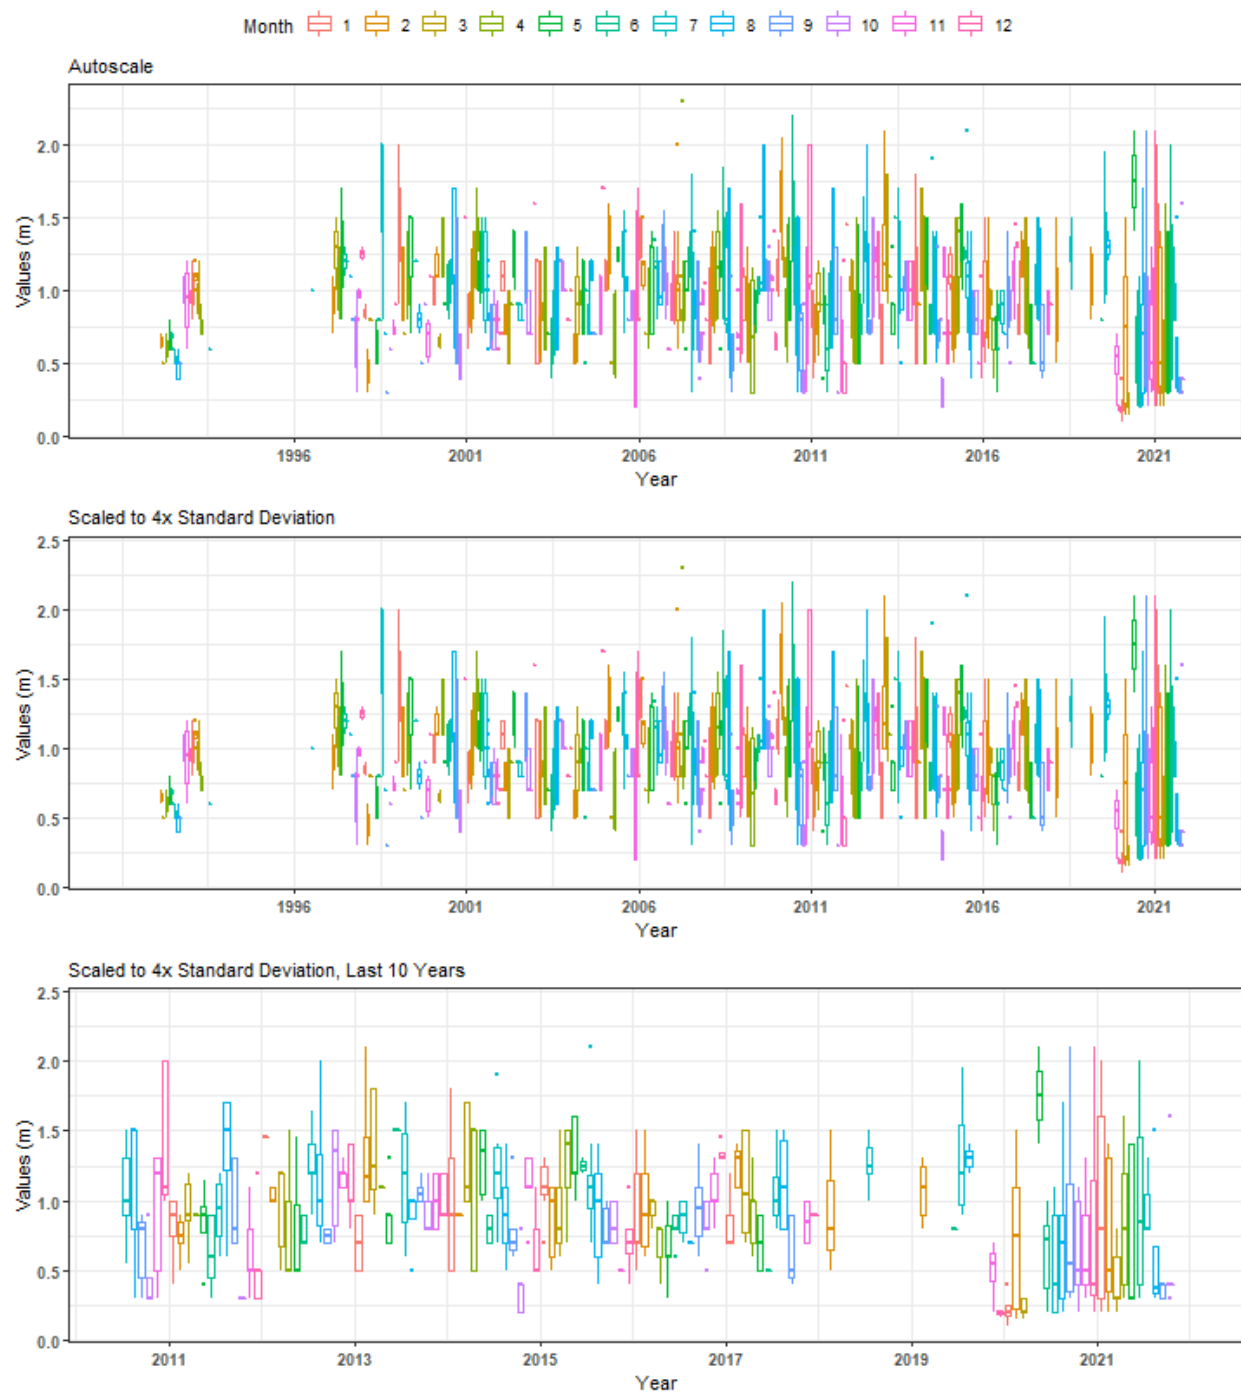 Month 1 2 3 4 5 6 7 8 9 10 11 12
Autoscale
Values (m)
2.0
1.5
1.0
0.5
0.0
1996 2001 2006 2011 2016 2021
Year
Scaled to 4x Standard Deviation
Values (m)
2.5
2.0
1.5
1.0
0.5
0.0
1996 2001 2006 2011 2016 2021
Year
Scaled to 4x Standard Deviation, Last 10 Years
Values (m)
2.5
2.0
1.5
1.0
0.5
0.0
2011 2013 2015 2017 2019 2021
Year